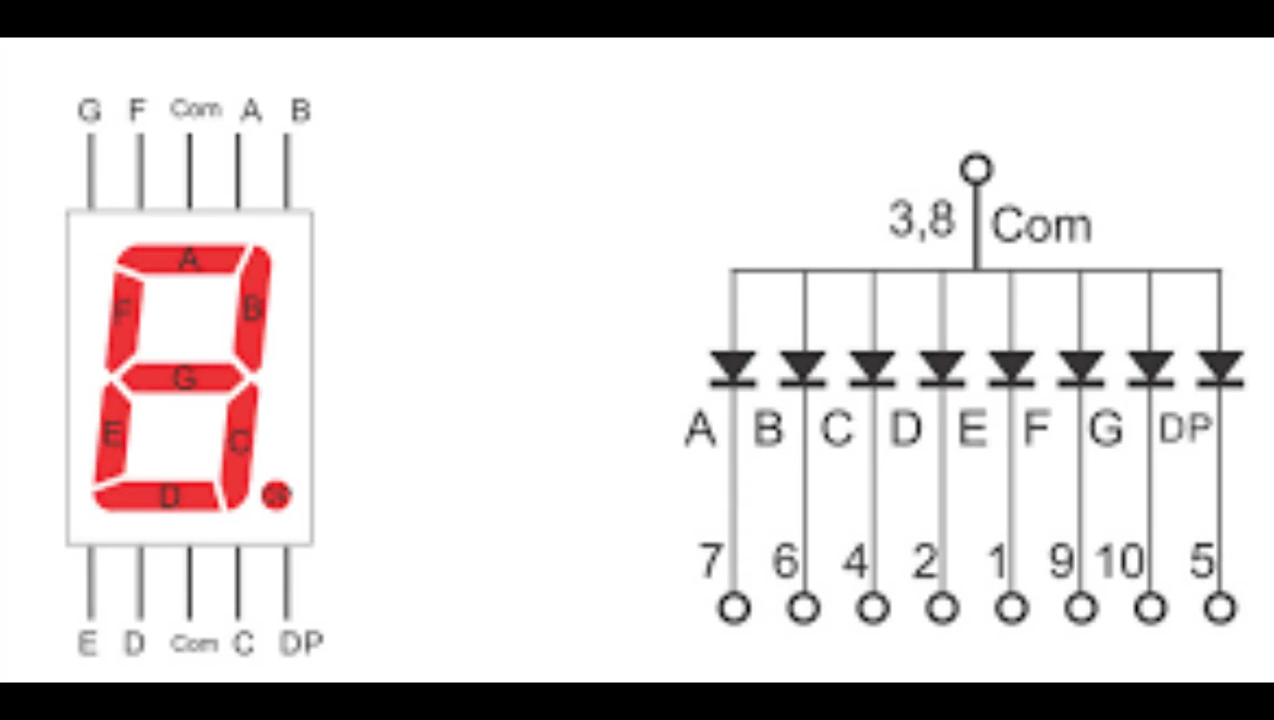 G F Com A B
A
F B
G
E C
D
E D Com C DP
3,8 Com
A B C D E F G DP
7 6 4 2 1 9 10 5